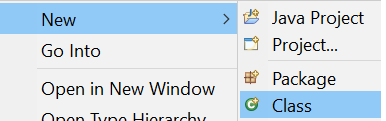 New
Go Into
Open in New Window
Open Type Hierarchy
Java Project
Project...
Package
Class